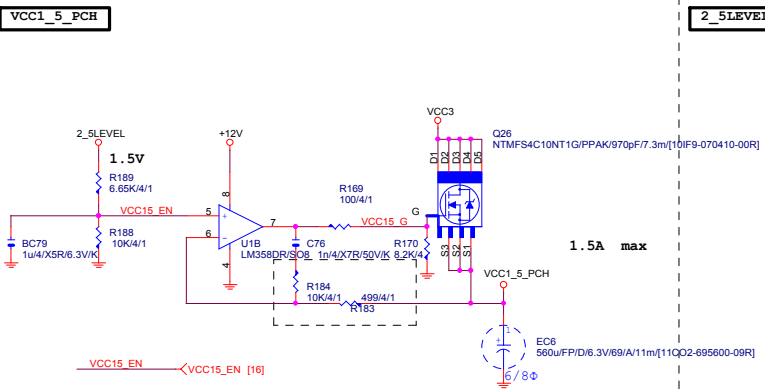 VCC1_5_PCH
2_5LEVEL
VCC3
Q26
NTMFS4C10NT1G/PPAK/970pF/7.3m/[10IF9-070410-00R]
2_5LEVEL
+12V
1.5V
R189
6.65K/4/1
D1
D2
D3
D4
D5
R169
100/4/1
8
VCC15_EN
5
+
7
VCC15_G
G
R188
10K/4/1
BC79
1u/4/X5R/6.3V/K
6
-
U1B
LM358DR/SO8
4
C76
1n/4/X7R/50V/K
R170
8.2K/4
S3
S2
S1
1.5A max
VCC1_5_PCH
R184
10K/4/1
499/4/1
R183
1
+
EC6
560u/FP/D/6.3V/69/A/11m/[11CO2-695600-09R]
6/8Φ
VCC15_EN
VCC15_EN [16]